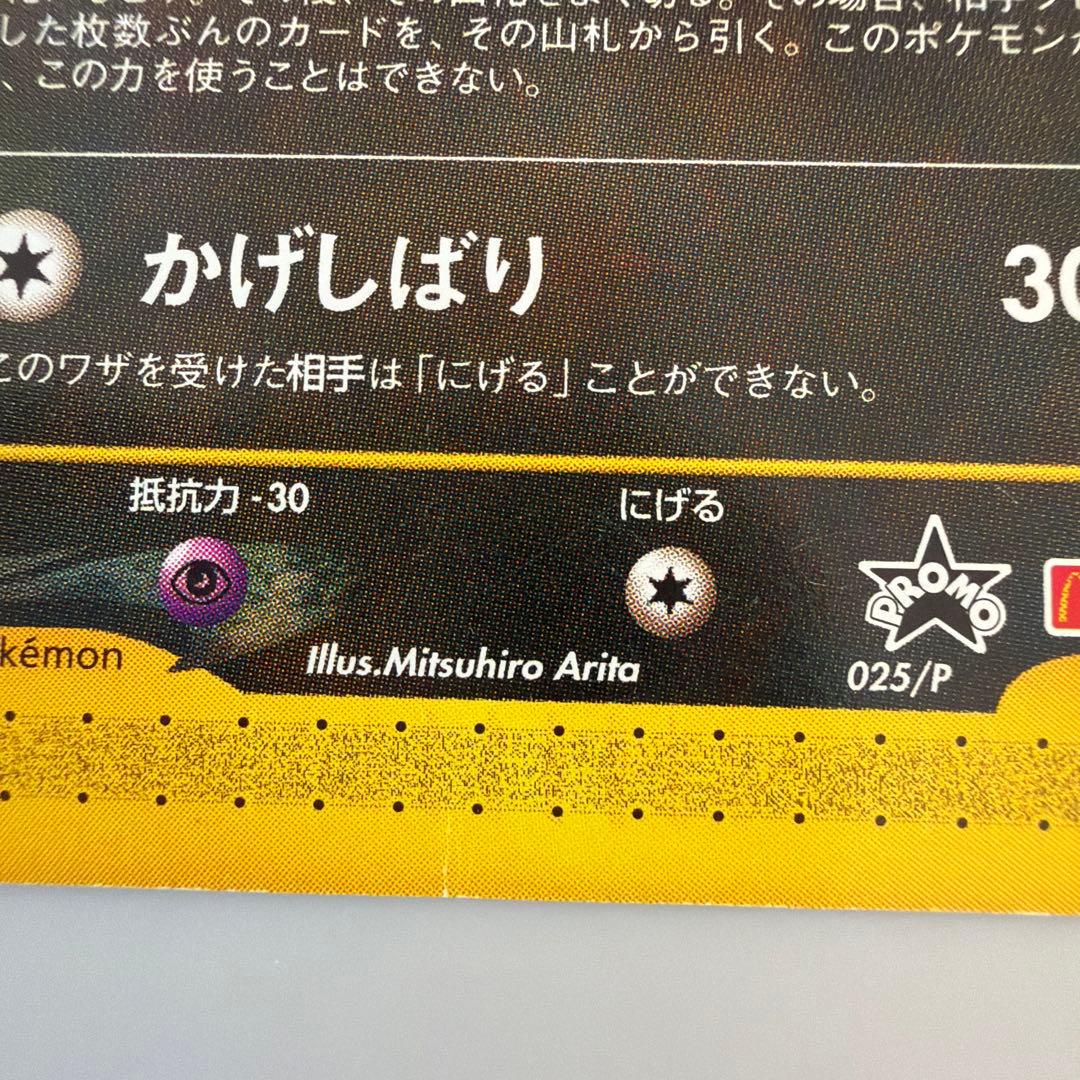 した枚数ぶんのカードを、その山札から引く。このポケモンが
、この力を使うことはできない。
かげしばり 30
このワザを受けた相手は「にげる」ことができない。
抵抗力 -30
にげる
PROMO
kémon
Illus.Mitsuhiro Arita
025/P